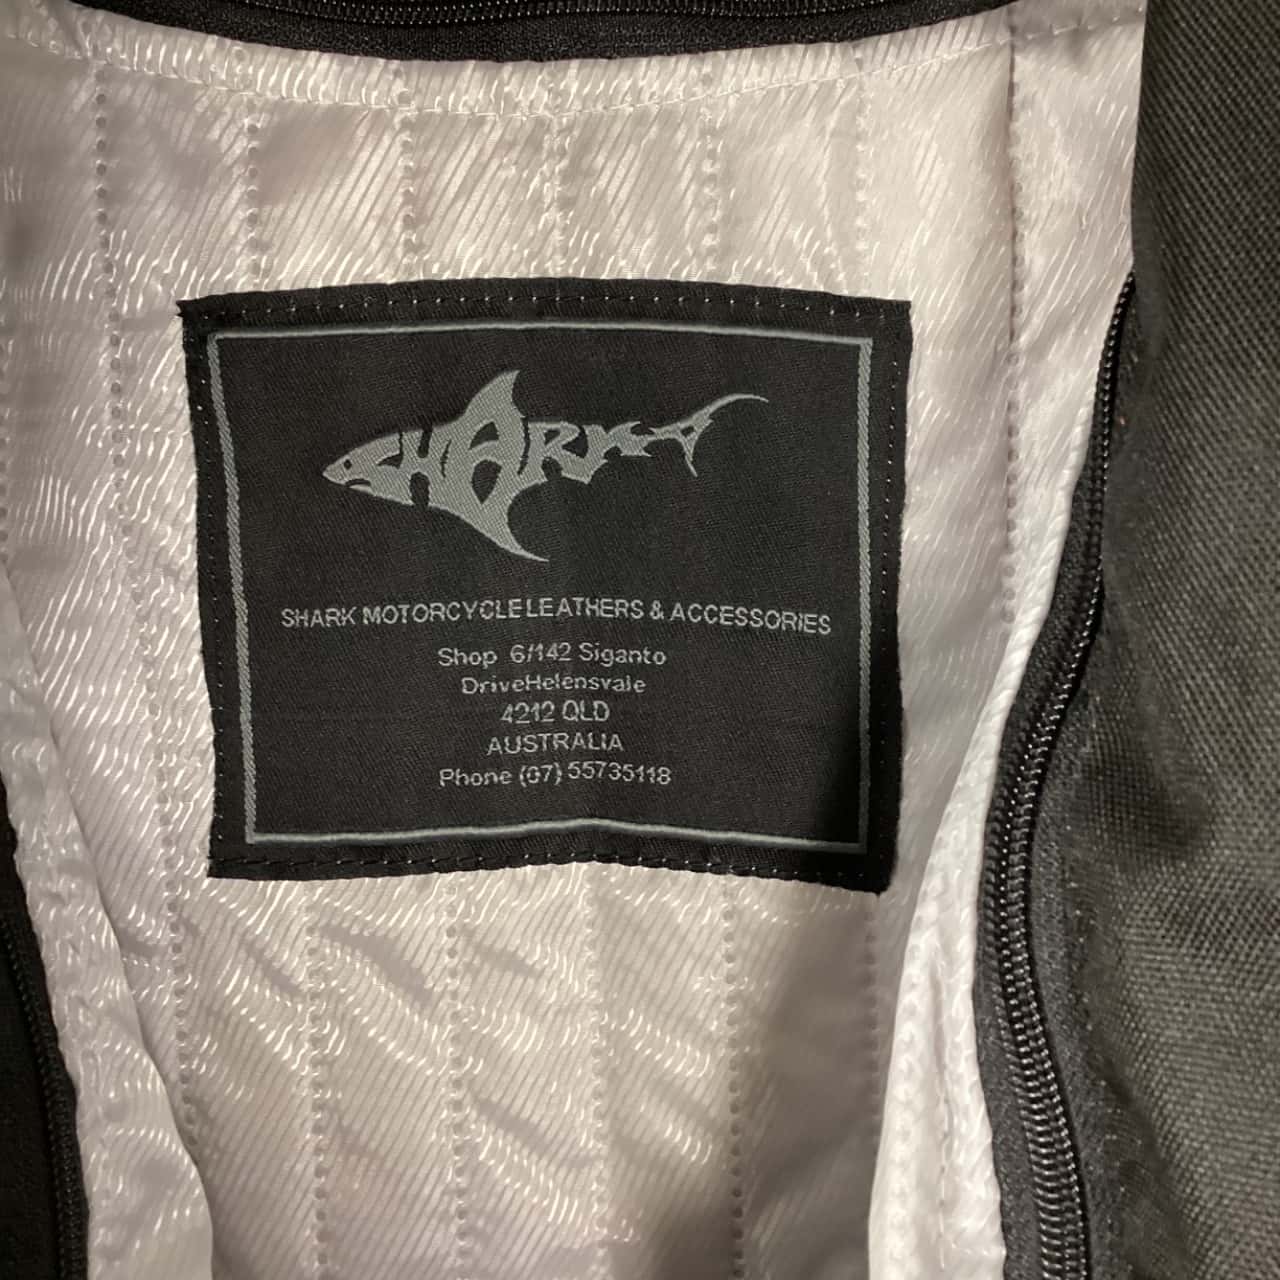 SHARK
SHARK MOTORCYCLE LEATHERS & ACCESSORIES
Shop 6/142 Siganto
DriveHelensvale
4212 QLD
AUSTRALIA
Phone (07) 55735118